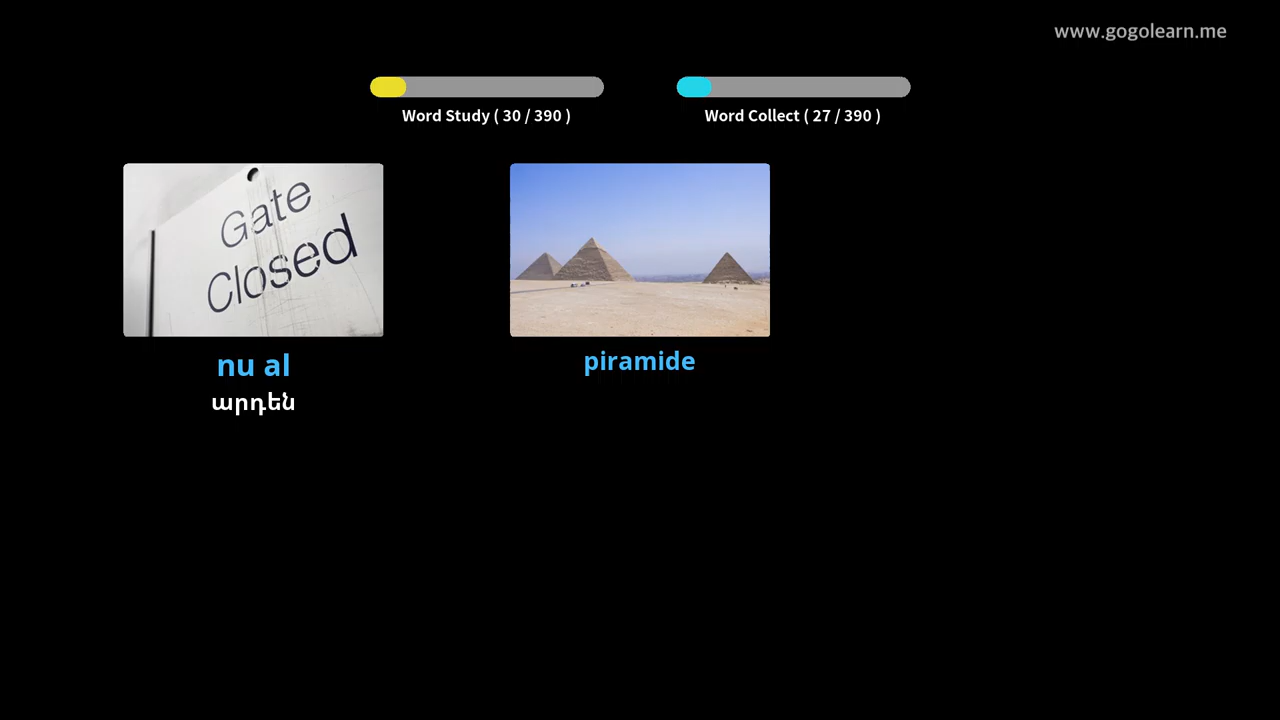 www.gogolearn.me
Word Study ( 30 / 390 )
Word Collect ( 27 / 390 )
Gate
Closed
nu al
արդեն
piramide